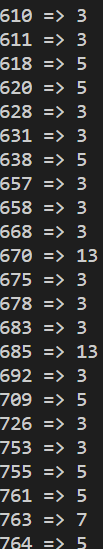 610 => 3
611 => 3
618 => 5
620 => 5
628 => 3
631 => 3
638 => 5
657 => 3
658 => 3
668 => 3
670 => 13
675 => 3
678 => 3
683 => 3
685 => 13
692 => 3
709 => 5
726 => 3
753 => 3
755 => 5
761 => 5
763 => 7
764 => 5